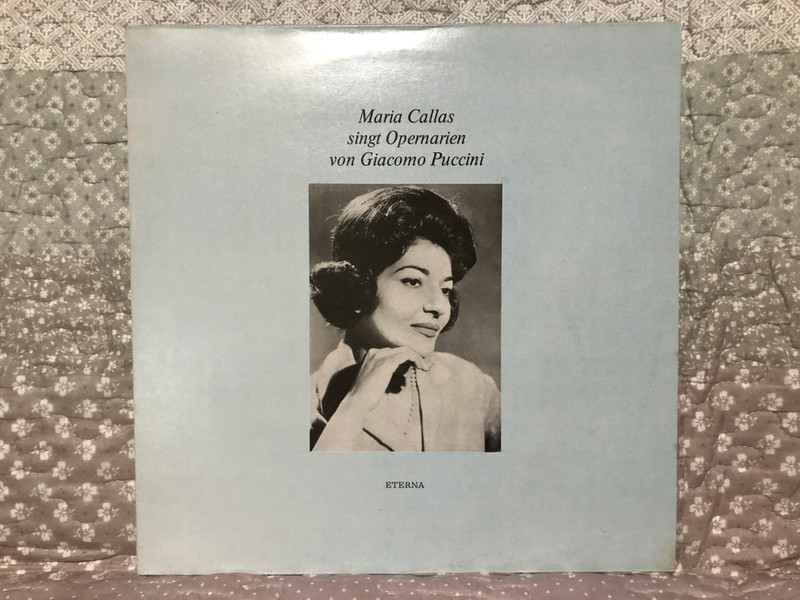 Maria Callas
singt Opernarien
von Giacomo Puccini
ETERNA